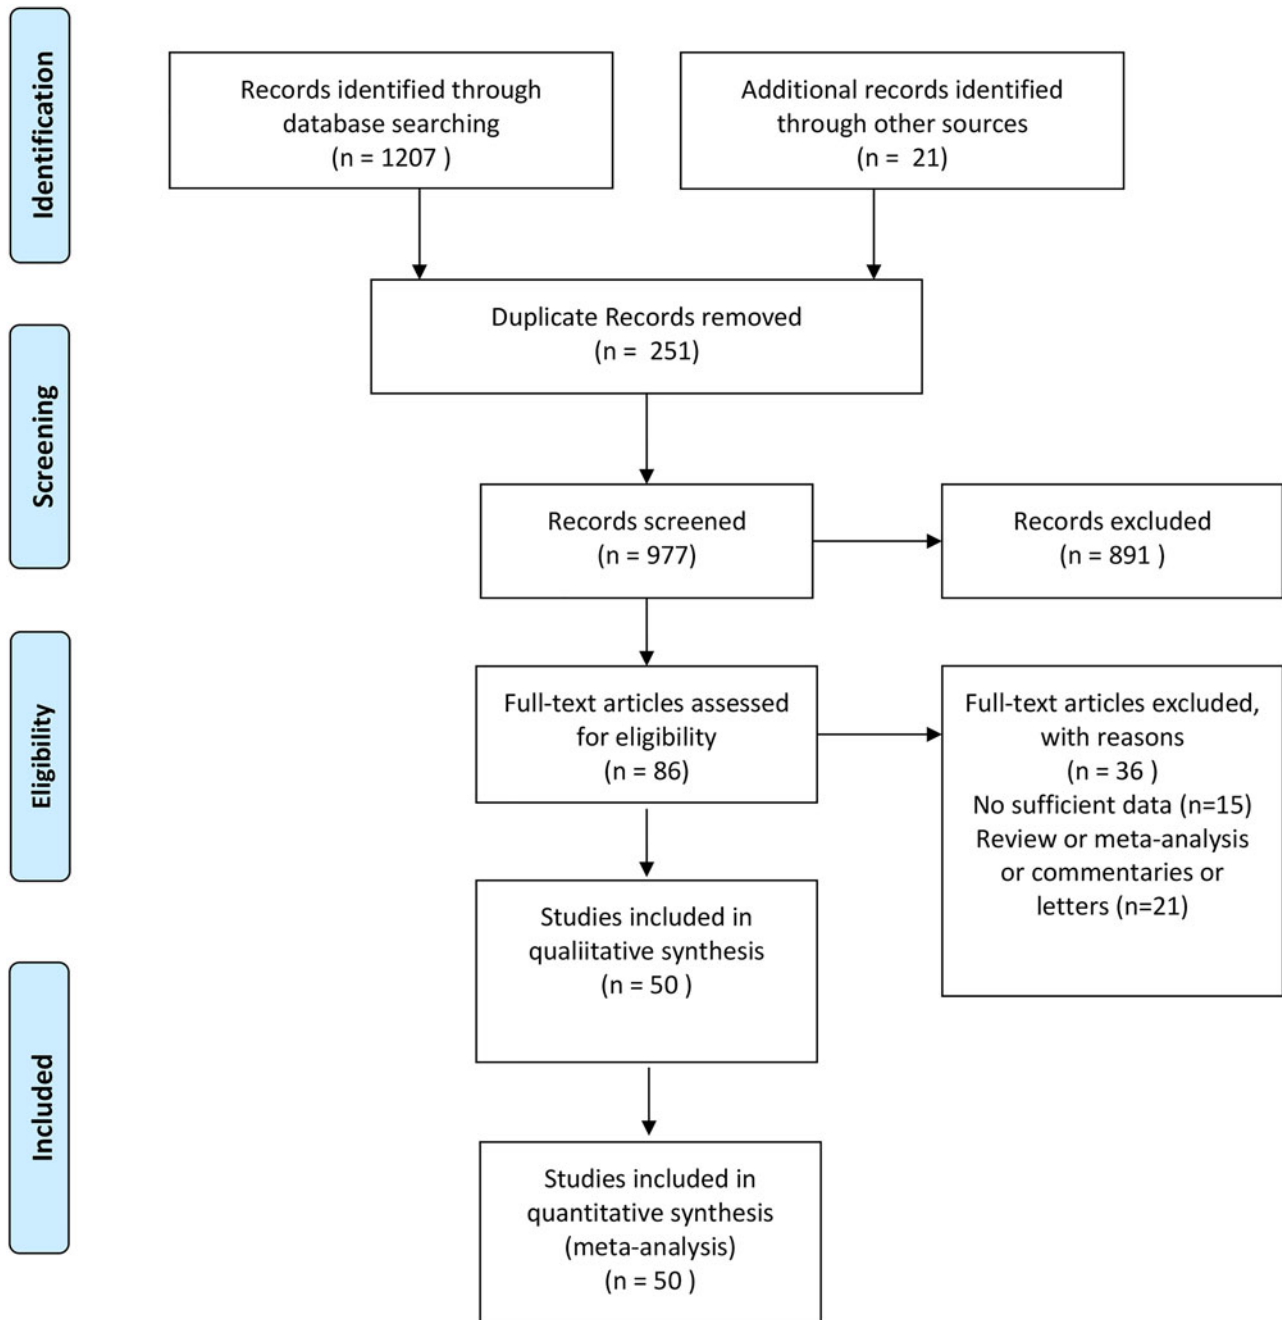 Identification
Records identified through
database searching
(n = 1207 )
Additional records identified
through other sources
(n =  21)
Duplicate Records removed
(n =  251)
Screening
Records screened
(n = 977)
Records excluded
(n = 891 )
Eligibility
Full-text articles assessed
for eligibility
(n = 86)
Full-text articles excluded,
with reasons
(n = 36 )
No sufficient data (n=15)
Review or meta-analysis
or commentaries or
letters (n=21)
Studies included in
qualiitative synthesis
(n = 50 )
Included
Studies included in
quantitative synthesis
(meta-analysis)
(n = 50 )